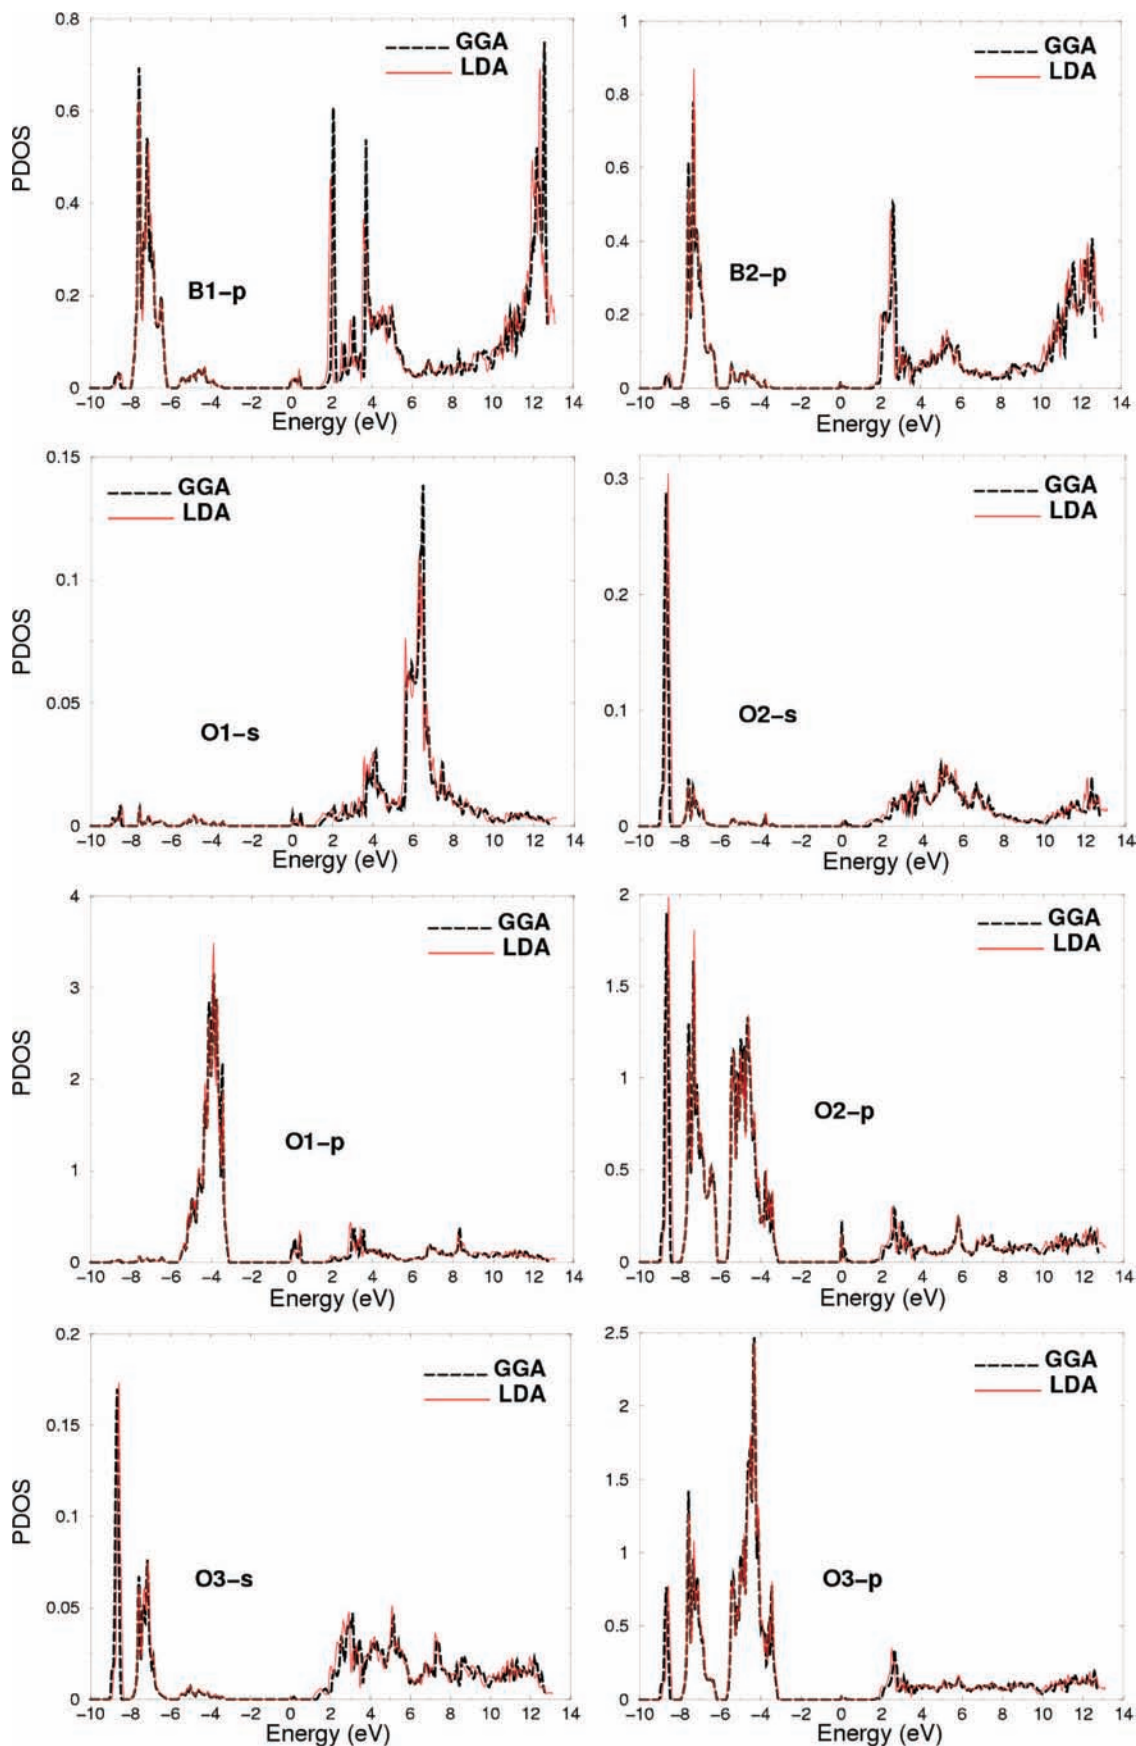 0.8
GGA
LDA
0.6
PDOS
0.4
B1–p
0.2
0
−10 −8 −6 −4 −2 0 2 4 6 8 10 12 14
Energy (eV)
1
GGA
LDA
0.8
0.6
0.4
B2–p
0.2
0
−10 −8 −6 −4 −2 0 2 4 6 8 10 12 14
Energy (eV)
0.15
GGA
LDA
0.1
PDOS
0.05
O1–s
0
−10 −8 −6 −4 −2 0 2 4 6 8 10 12 14
Energy (eV)
0.3
GGA
LDA
0.2
0.1
O2–s
0
−10 −8 −6 −4 −2 0 2 4 6 8 10 12 14
Energy (eV)
4
GGA
LDA
3
PDOS
2
O1–p
1
0
−10 −8 −6 −4 −2 0 2 4 6 8 10 12 14
Energy (eV)
2
GGA
LDA
1.5
1
O2–p
0.5
0
−10 −8 −6 −4 −2 0 2 4 6 8 10 12 14
Energy (eV)
0.2
GGA
LDA
0.15
PDOS
0.1
O3–s
0.05
0
−10 −8 −6 −4 −2 0 2 4 6 8 10 12 14
Energy (eV)
2.5
GGA
LDA
2
1.5
1
O3–p
0.5
0
−10 −8 −6 −4 −2 0 2 4 6 8 10 12 14
Energy (eV)